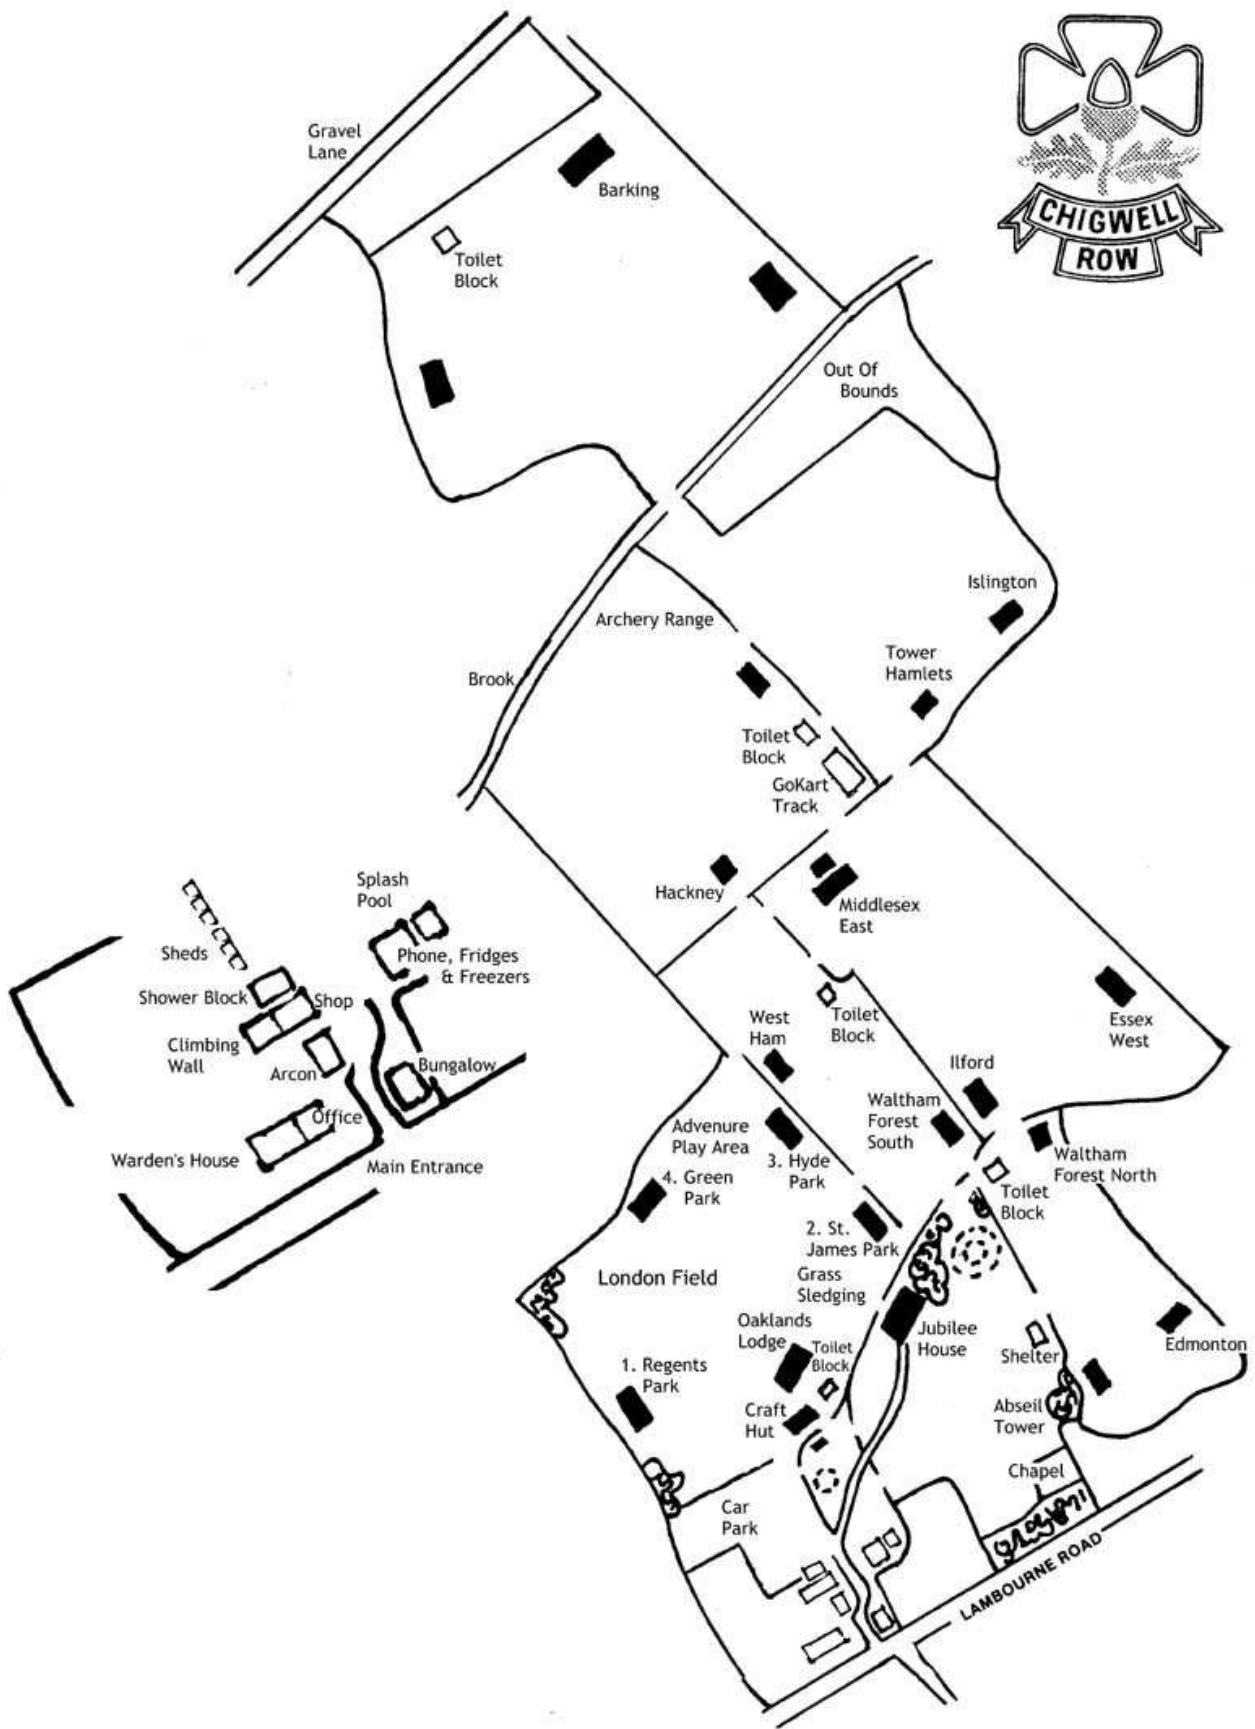 Gravel
Lane
Barking
CHIGWELL
ROW
Toilet
Block
Out Of
Bounds
Islington
Archery Range
Tower
Hamlets
Brook
Toilet
Block
GoKart
Track
Hackney
Middlesex
East
Splash
Pool
Sheds
Phone, Fridges
& Freezers
Shower Block
Shop
Climbing
Wall
Arcon
Bungalow
Office
Warden's House
Main Entrance
West
Ham
Toilet
Block
Essex
West
Ilford
Waltham
Forest
South
Advenure
Play Area
3. Hyde
Park
Waltham
Forest North
4. Green
Park
Toilet
Block
2. St.
James Park
London Field
Grass
Sledging
Oaklands
Lodge
Toilet
Block
Jubilee
House
Shelter
Edmonton
1. Regents
Park
Craft
Hut
Abseil
Tower
Chapel
Car
Park
LAMBOURNE ROAD